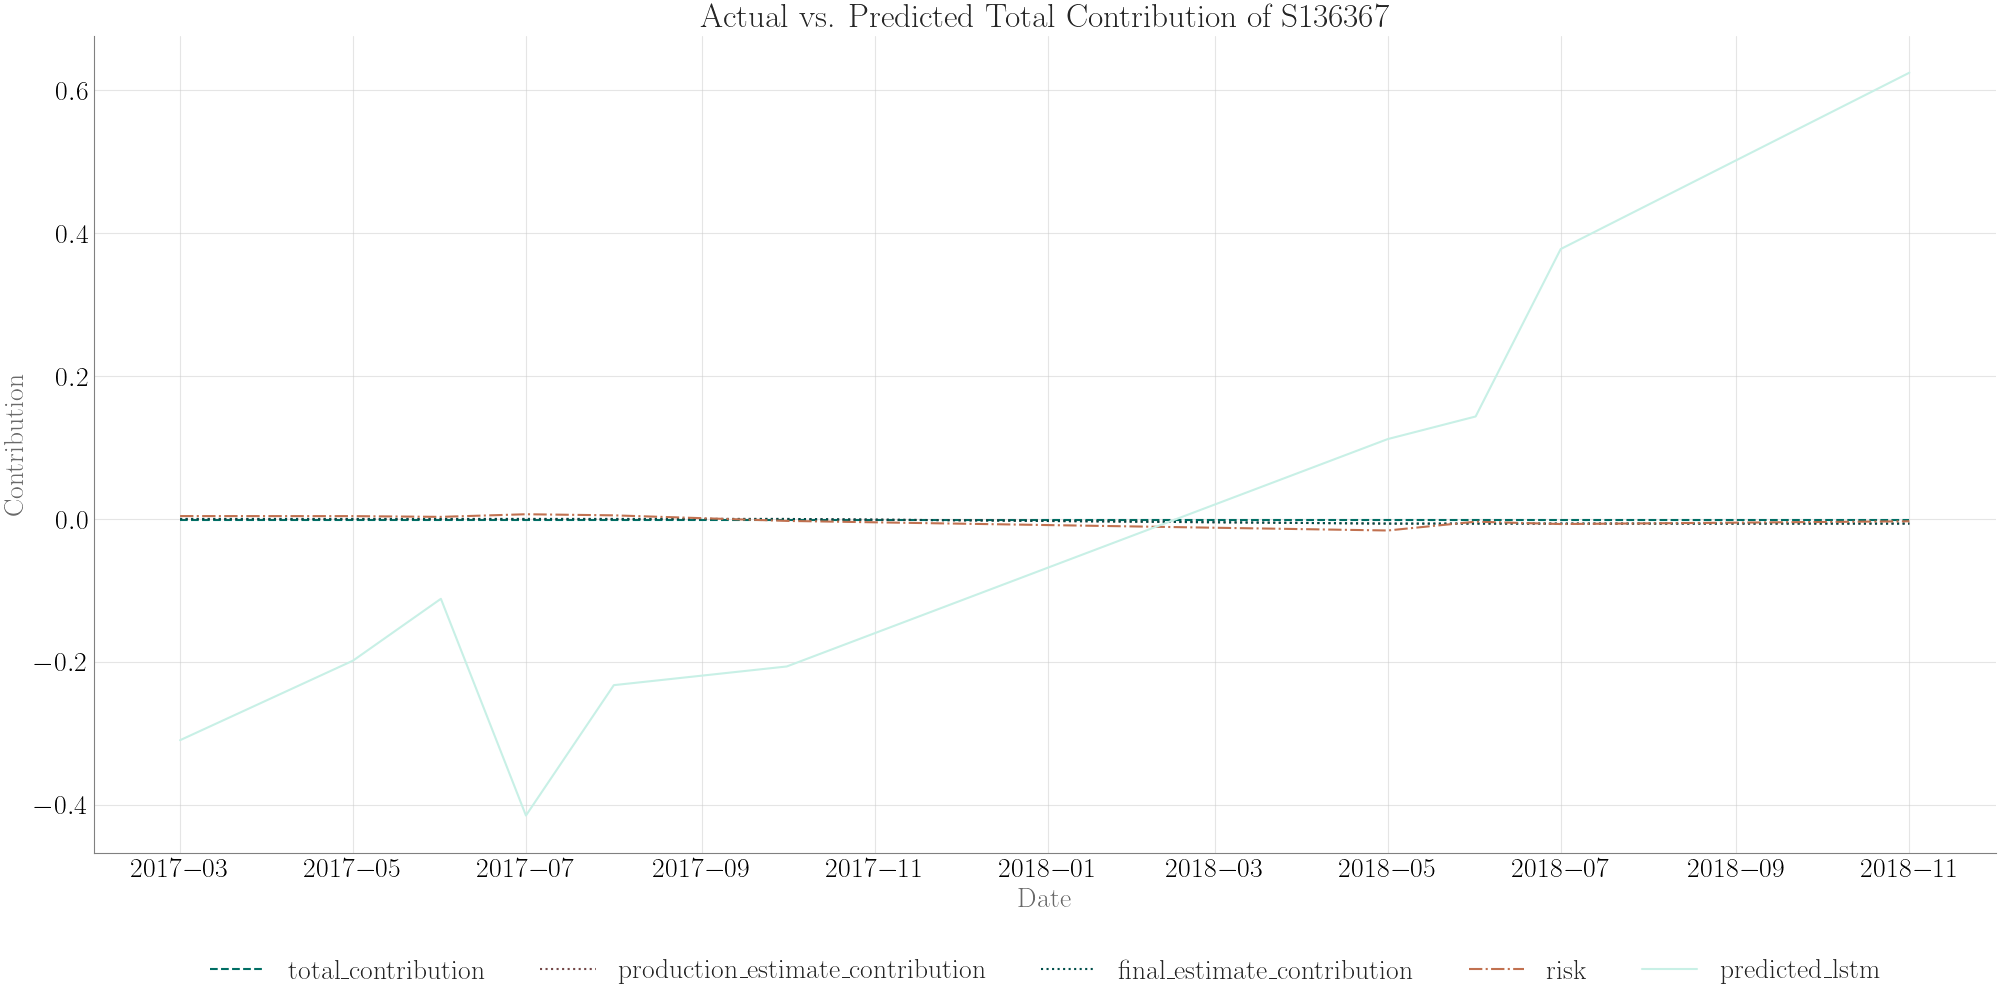 Actual vs. Predicted Total Contribution of S136367
Contribution
0.6
0.4
0.2
0.0
−0.2
−0.4
2017−03 2017−05 2017−07 2017−09 2017−11 2018−01 2018−03 2018−05 2018−07 2018−09 2018−11
Date
total_contribution production_estimate_contribution final_estimate_contribution risk predicted_lstm